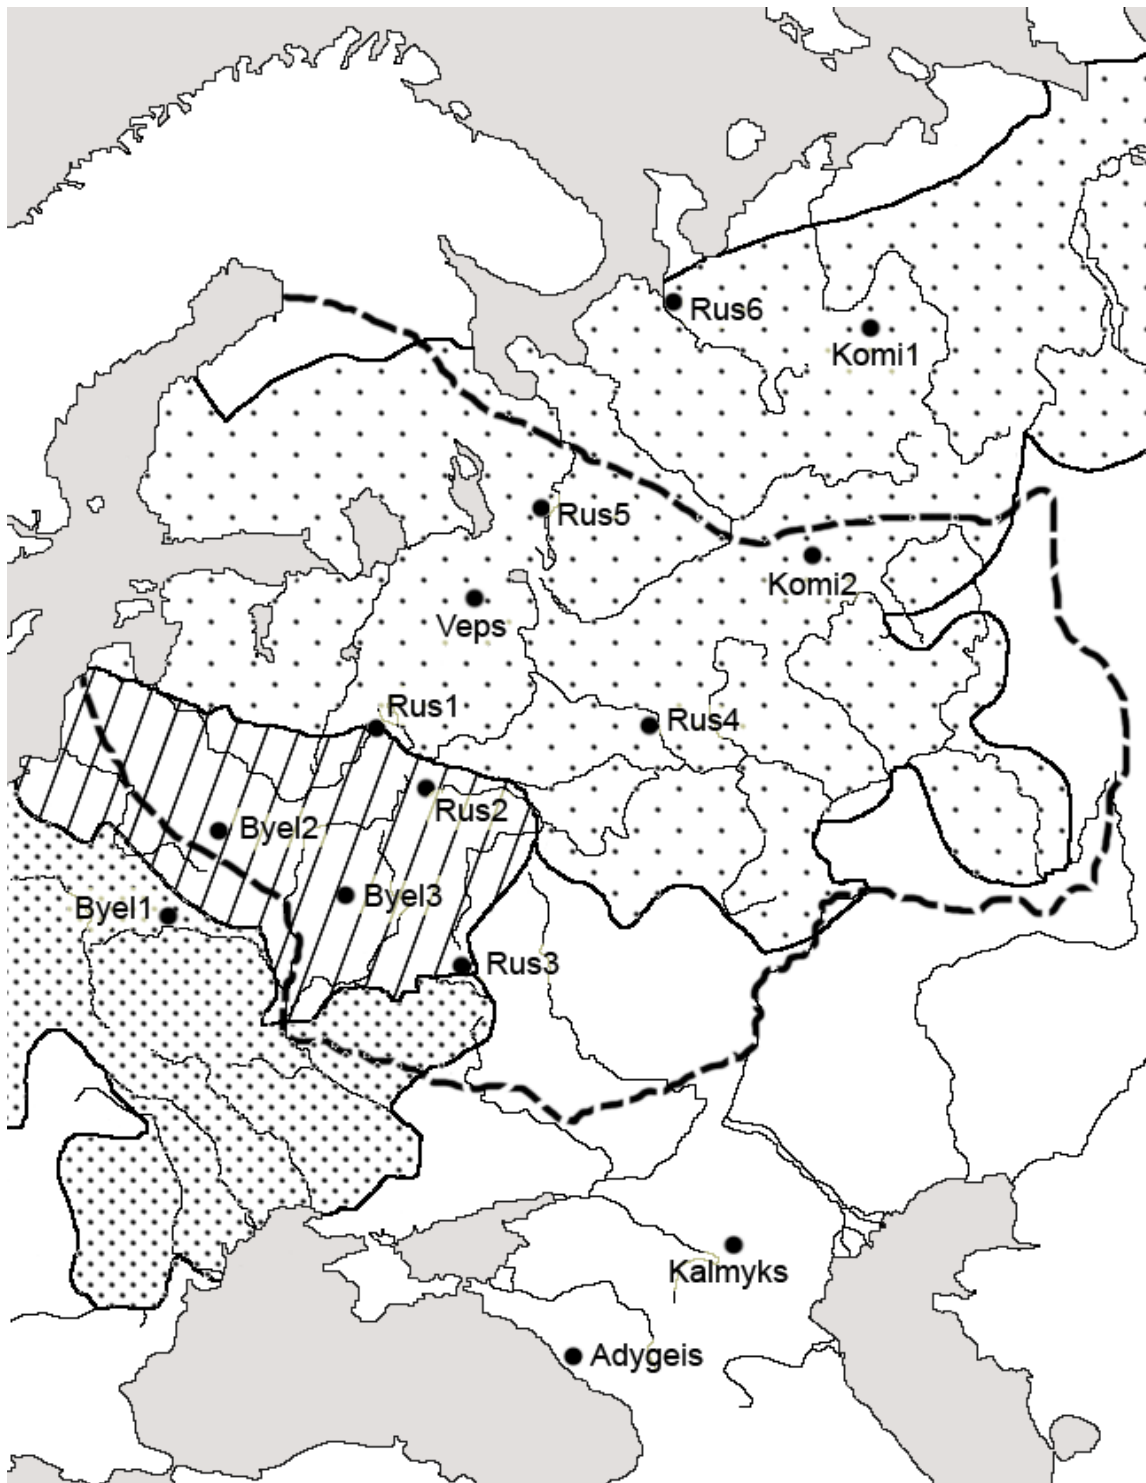 Rus6
Komi1
Rus5
Komi2
Veps
Rus1
Rus4
Rus2
Byel2
Byel3
Byel1
Rus3
Kalmyks
Adygeis